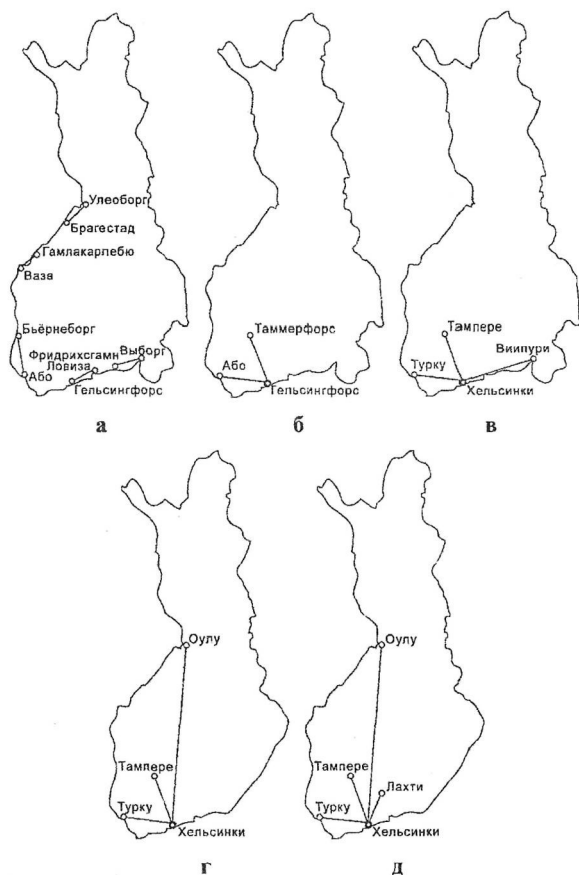 Улеоборг
Брагестад
Гамлакарлебю
Ваза
Бьёрнеборг
Фридрихсгамн
Выборг
Ловиза
Або
Гельсингфорс
а
Таммерфорс
Або
Гельсингфорс
б
Тампере
Виипури
Турку
Хельсинки
в
Оулу
Тампере
Турку
Хельсинки
г
Оулу
Тампере
Лахти
Турку
Хельсинки
д